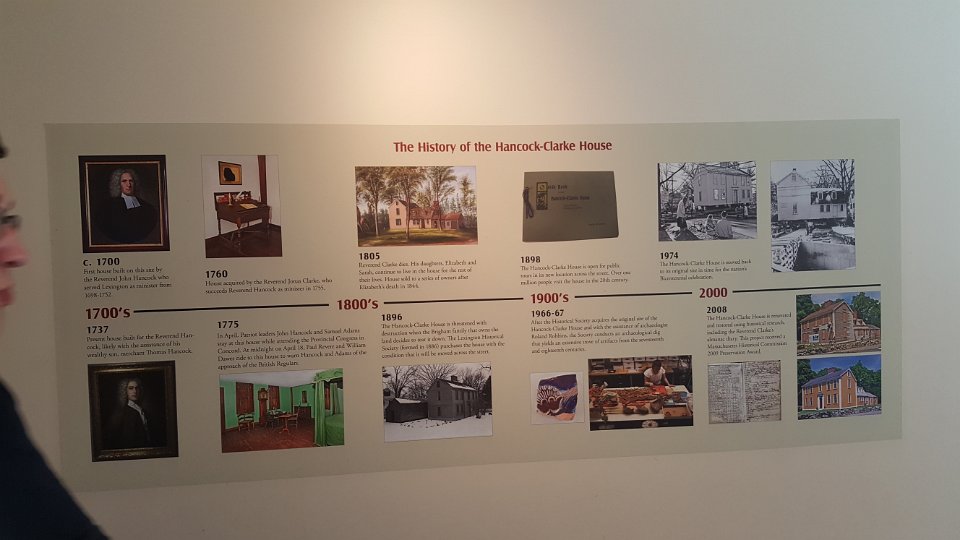 The History of the Hancock-Clarke House
c. 1700
First house built on this site by
the Reverend John Hancock who
served Lexington as minister from
1698-1752.
1760
House acquired by the Reverend Jonas Clarke, who
succeeds Reverend Hancock as minister in 1755.
1805
Reverend Clarke dies. His daughters, Elizabeth and
Sarah, continue to live in the house for the rest of
their lives. House sold to a series of owners after
Elizabeth's death in 1844.
1898
The Hancock-Clarke House is open for public
tours in its new location across the street. Over one
million people visit the house in the 20th century.
1974
The Hancock-Clarke House is moved back
to its original site in time for the nation's
Bicentennial celebration.
1700's
1800's
1900's
2000
1737
Present house built for the Reverend Han-
cock, likely with the assistance of his
wealthy son, merchant Thomas Hancock.
1775
In April, Patriot leaders John Hancock and Samuel Adams
stay at this house while attending the Provincial Congress in
Concord. At midnight on April 18, Paul Revere and William
Dawes ride to this house to warn Hancock and Adams of the
approach of the British Regulars.
1896
The Hancock-Clarke House is threatened with
destruction when the Brigham family that owns the
land decides to tear it down. The Lexington Historical
Society (formed in 1886) purchases the house with the
condition that it will be moved across the street.
1966-67
After the Historical Society acquires the original site of the
Hancock-Clarke House and with the assistance of archaeologist
Roland Robbins, the Society conducts an archaeological dig
that yields an extensive trove of artifacts from the seventeenth
and eighteenth centuries.
2008
The Hancock-Clarke House is renovated
and restored using historical research,
including the Reverend Clarke's
almanac diary. This project received a
Massachusetts Historical Commission
2009 Preservation Award.